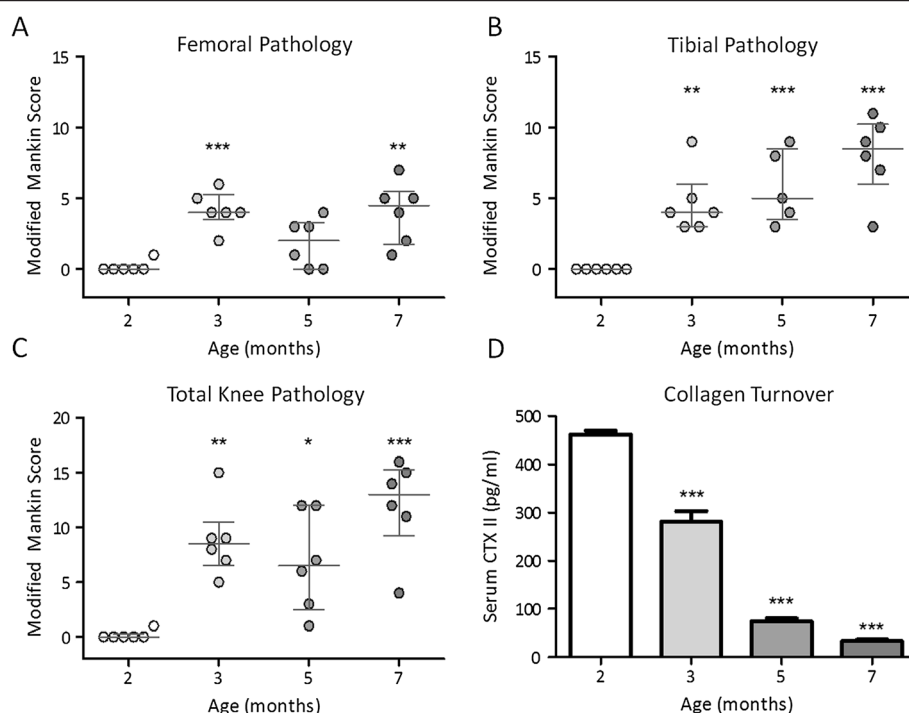 A
Femoral Pathology
Modified Mankin Score
15
10
5
0
***
**
2 3 5 7
Age (months)
B
Tibial Pathology
Modified Mankin Score
15
10
5
0
** *** ***
2 3 5 7
Age (months)
C
Total Knee Pathology
Modified Mankin Score
20
15
10
5
0
** * ***
2 3 5 7
Age (months)
D
Collagen Turnover
Serum CTX II (pg/ml)
500
400
300
200
100
0
***
***
***
2 3 5 7
Age (months)